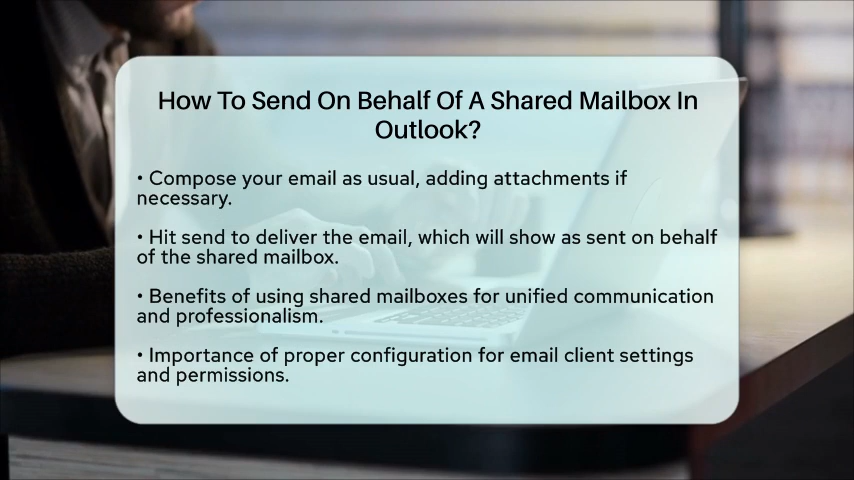 How To Send On Behalf Of A Shared Mailbox In
Outlook?
• Compose your email as usual, adding attachments if
necessary.
• Hit send to deliver the email, which will show as sent on behalf
of the shared mailbox.
• Benefits of using shared mailboxes for unified communication
and professionalism.
• Importance of proper configuration for email client settings
and permissions.